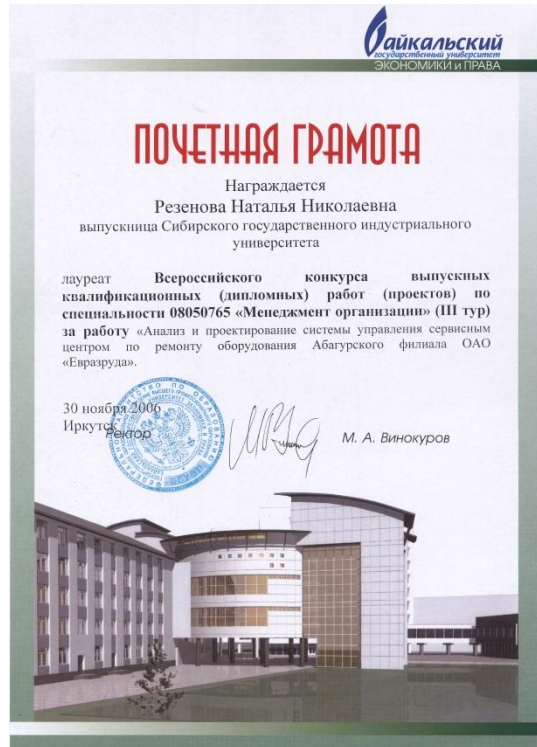 Байкальский
государственный университет
ЭКОНОМИКИ и ПРАВА
ПОЧЕТНАЯ ГРАМОТА
Награждается
Резенова Наталья Николаевна
выпускница Сибирского государственного индустриального
университета
лауреат Всероссийского конкурса выпускных
квалификационных (дипломных) работ (проектов) по
специальности 08050765 «Менеджмент организации» (III тур)
за работу «Анализ и проектирование системы управления сервисным
центром по ремонту оборудования Абагурского филиала ОАО
«Евразруда».
30 ноября 2006
Иркутск
Ректор
М. А. Винокуров